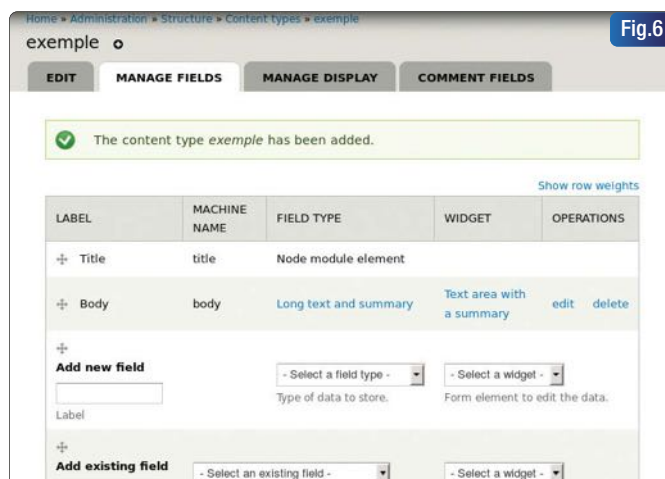 Home » Administration » Structure » Content types » exemple
Fig.6
exemple
EDIT MANAGE FIELDS MANAGE DISPLAY COMMENT FIELDS
The content type exemple has been added.
Show row weights
LABEL MACHINE NAME FIELD TYPE WIDGET OPERATIONS
Title title Node module element
Body body Long text and summary Text area with a summary edit delete
Add new field
- Select a field type - - Select a widget -
Label Type of data to store. Form element to edit the data.
Add existing field
- Select an existing field - - Select a widget -